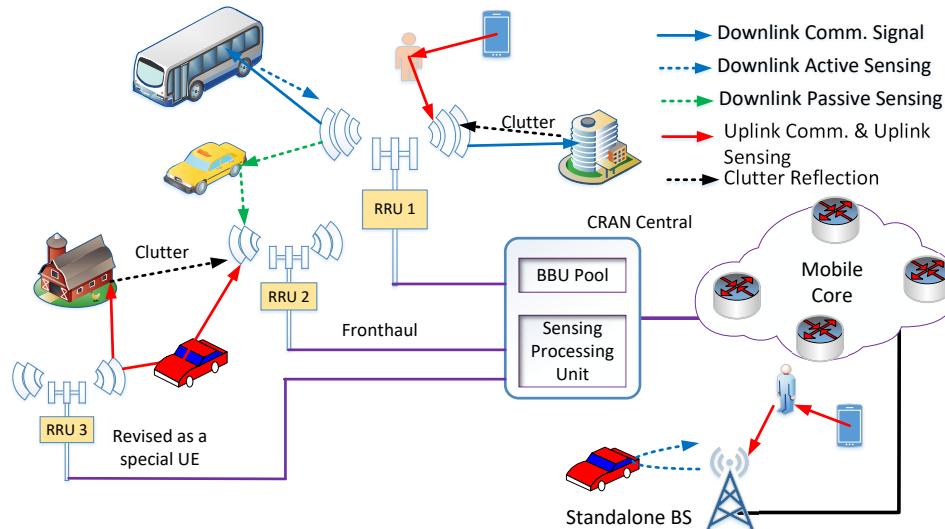 Downlink Comm. Signal
Downlink Active Sensing
Downlink Passive Sensing
Uplink Comm. & Uplink
Sensing
Clutter Reflection
Clutter
RRU 1
CRAN Central
BBU Pool
Mobile
Core
Clutter
RRU 2
Fronthaul
Sensing
Processing
Unit
RRU 3
Revised as a
special UE
Standalone BS